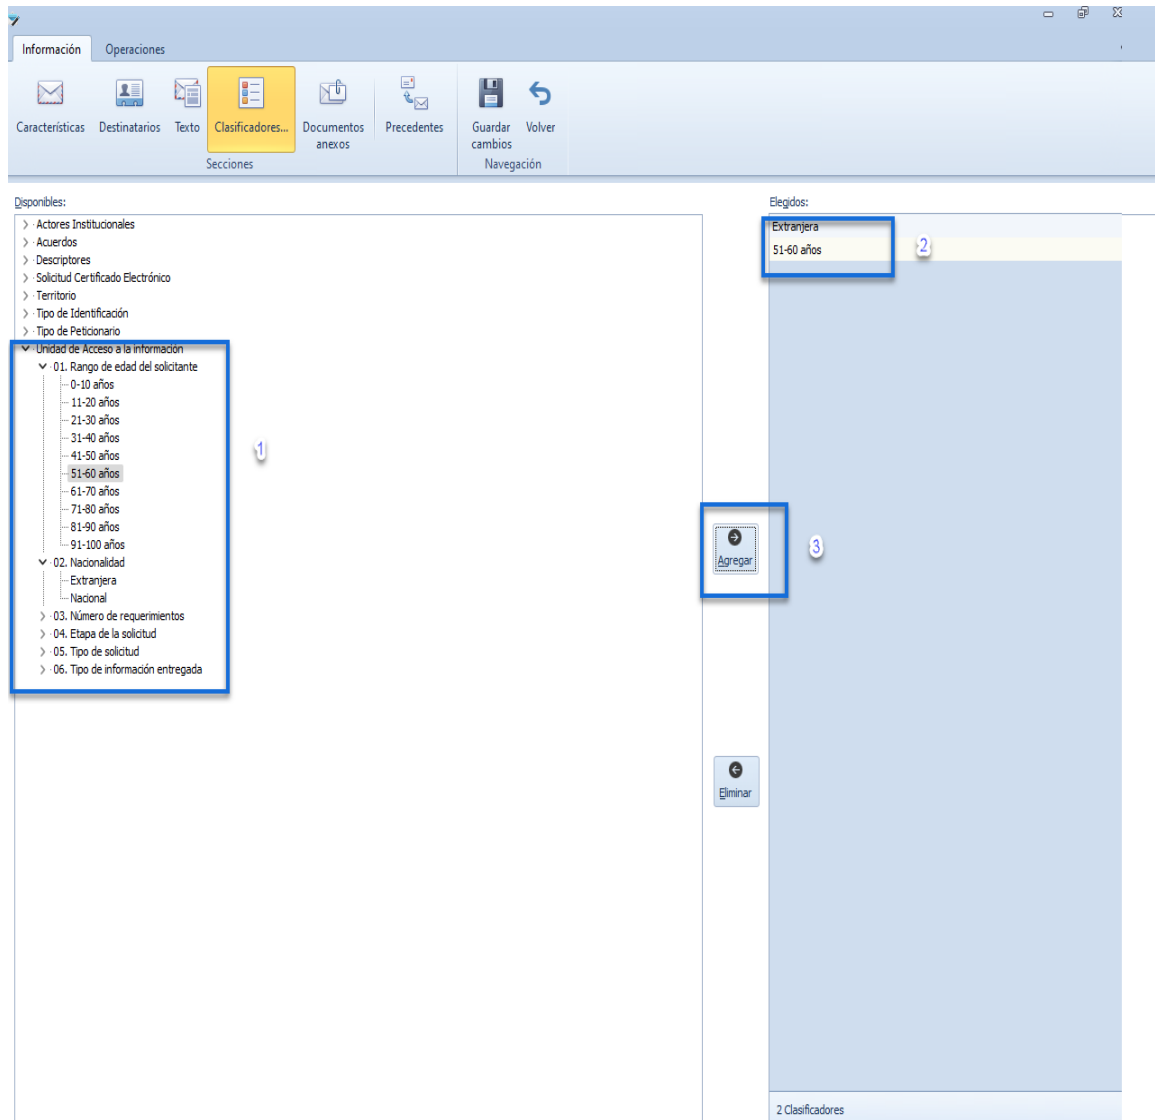 Información Operaciones
Características Destinatarios Texto Clasificadores... Documentos anexos Precedentes Guardar cambios Volver
Secciones Navegación
Disponibles:
Actores Institucionales
Acuerdos
Descriptores
Solicitud Certificado Electrónico
Territorio
Tipo de Identificación
Tipo de Peticionario
Unidad de Acceso a la información
01. Rango de edad del solicitante
0-10 años
11-20 años
21-30 años
31-40 años
41-50 años
51-60 años
61-70 años
71-80 años
81-90 años
91-100 años
02. Nacionalidad
Extranjera
Nacional
03. Número de requerimientos
04. Etapa de la solicitud
05. Tipo de solicitud
06. Tipo de información entregada
1
Agregar
3
Eliminar
Elegidos:
Extranjera
51-60 años
2
2 Clasificadores